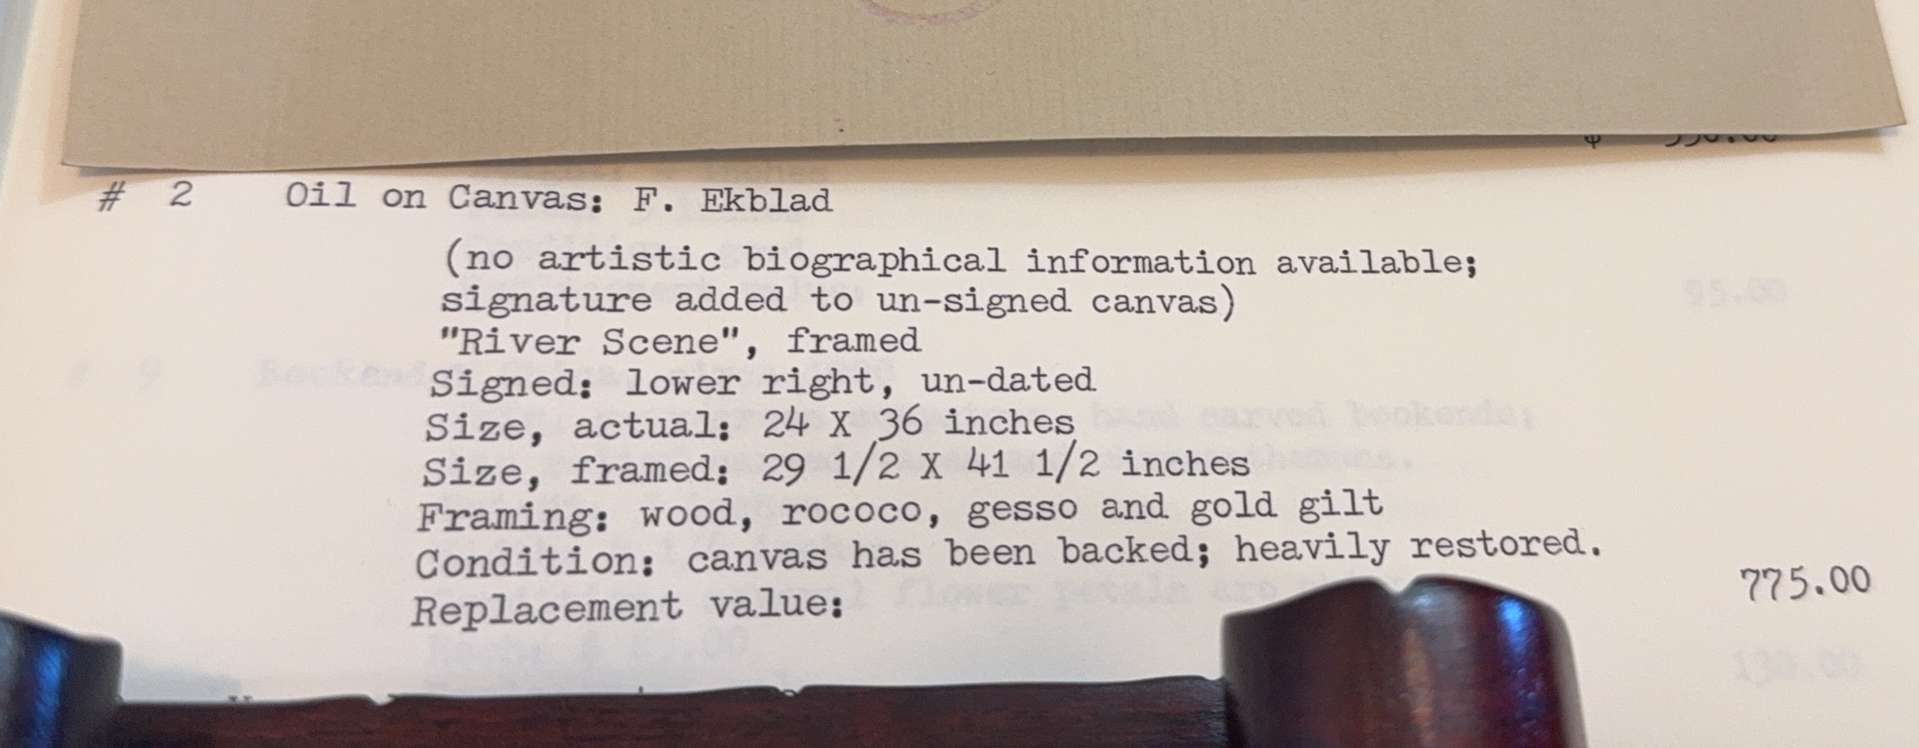 # 2 Oil on Canvas: F. Ekblad
(no artistic biographical information available;
signature added to un-signed canvas)
"River Scene", framed
Signed: lower right, un-dated
Size, actual: 24 X 36 inches
Size, framed: 29 1/2 X 41 1/2 inches
Framing: wood, rococo, gesso and gold gilt
Condition: canvas has been backed; heavily restored.
Replacement value: 775.00